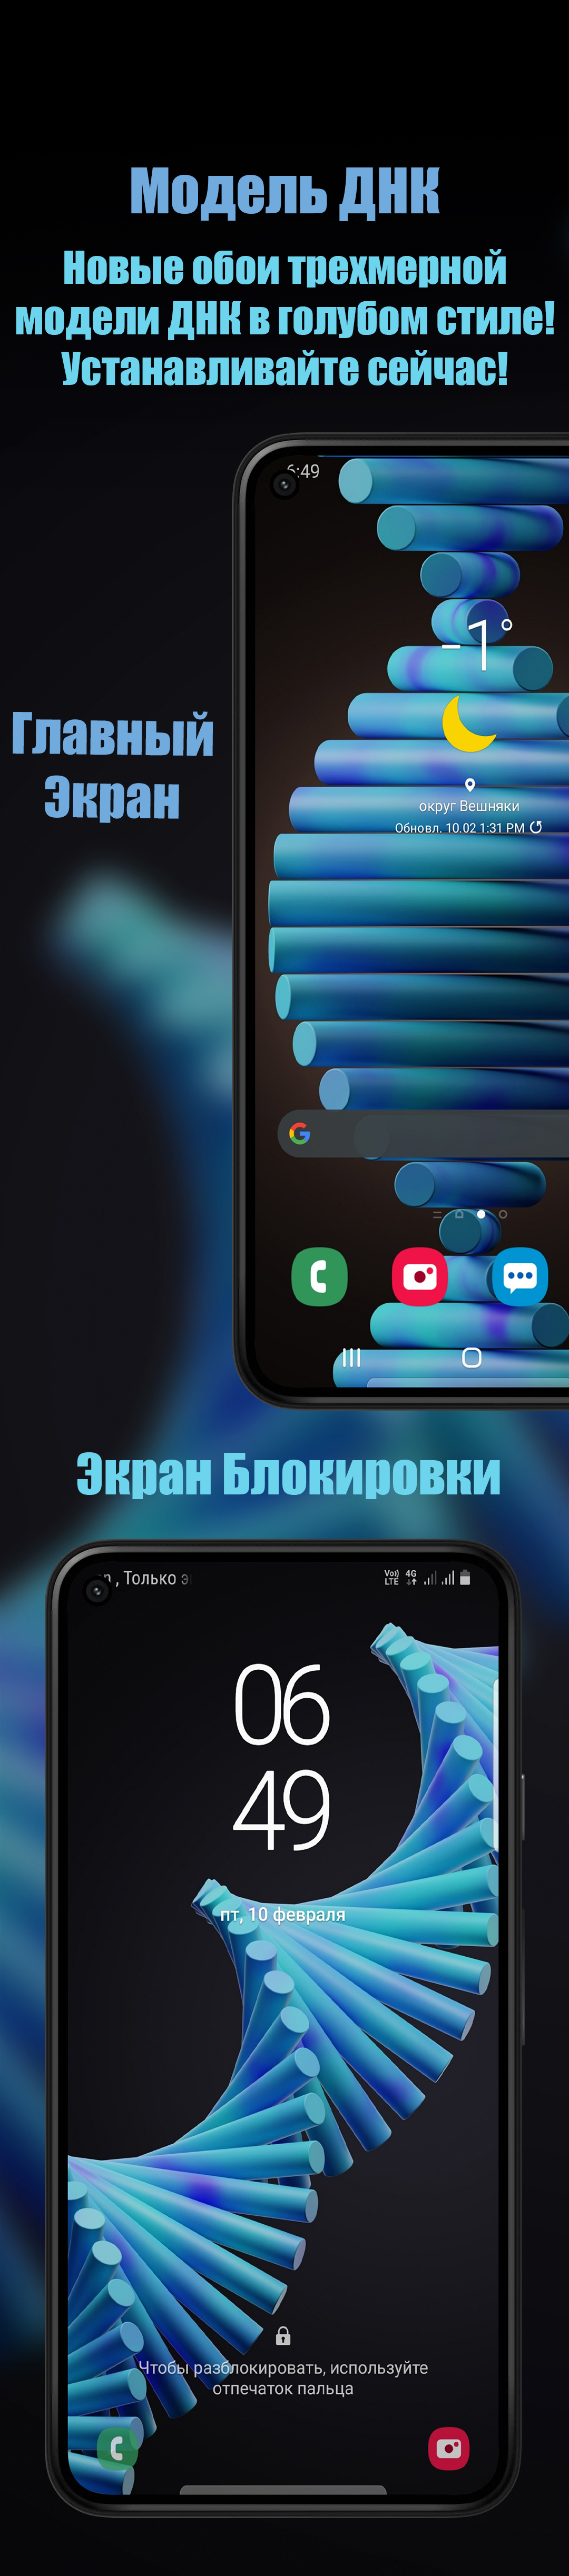 Модель ДНК
Новые обои трехмерной
модели ДНК в голубом стиле!
Устанавливайте сейчас!
6:49
-1°
Главный
Экран
округ Вешняки
Обновл. 10.02 1:31 PM
Экран Блокировки
, Только
Vo))
LTE
4G
06
49
пт, 10 февраля
Чтобы разблокировать, используйте
отпечаток пальца